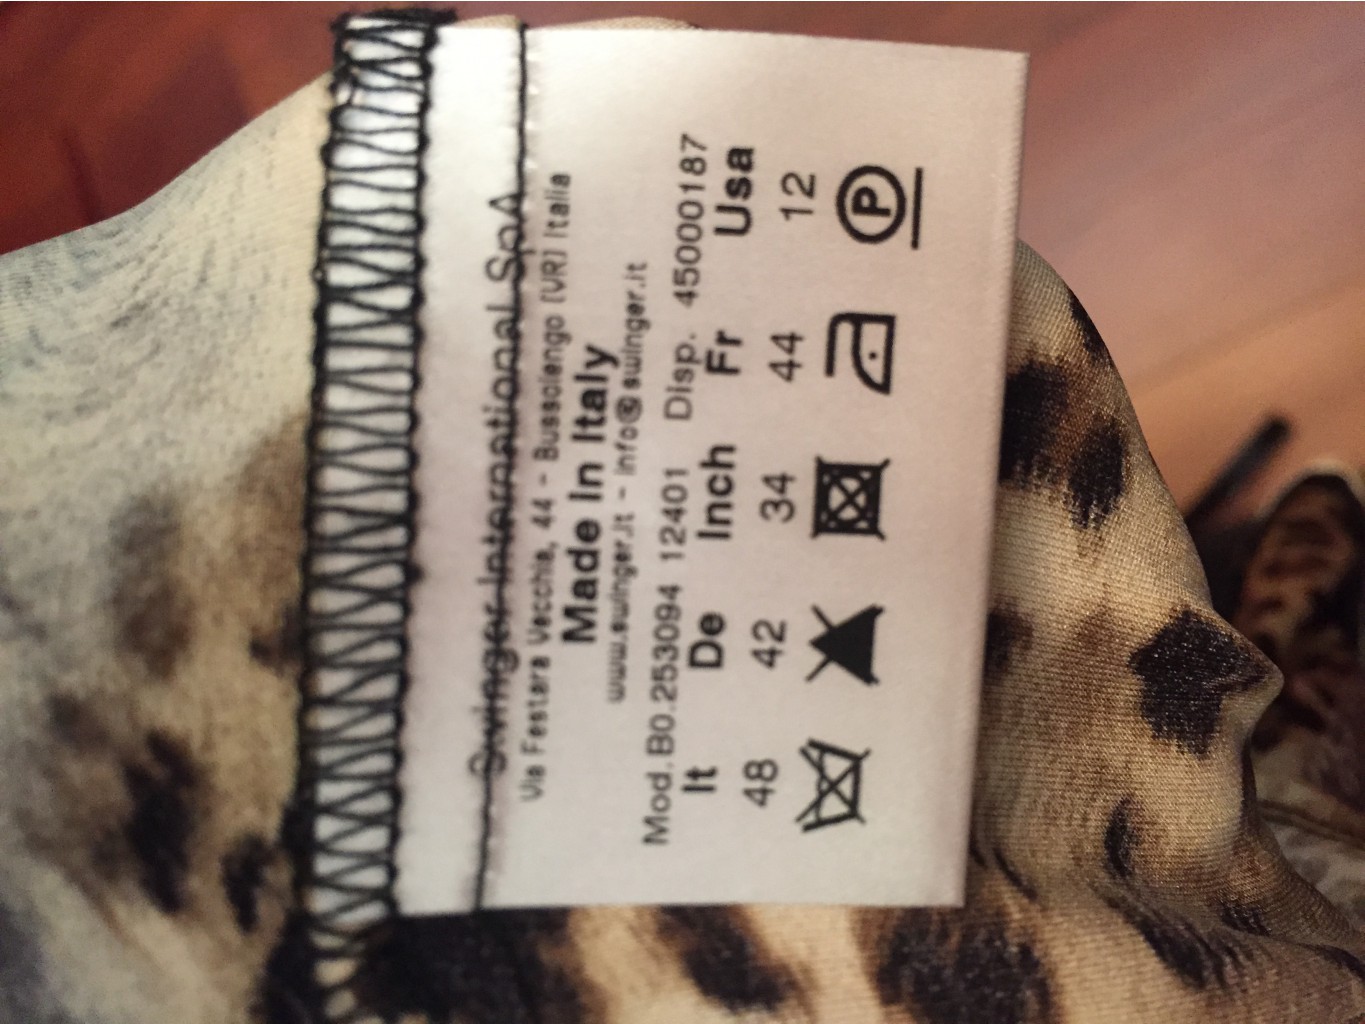 Swinger International SpA
Via Festara Vecchia, 44 - Bussolengo (VR) Italia
Made in Italy
www.swinger.it - info@swinger.it
Mod. B0.253094 12401 Disp. 45000187
It De Inch Fr Usa
48 42 34 44 12
P